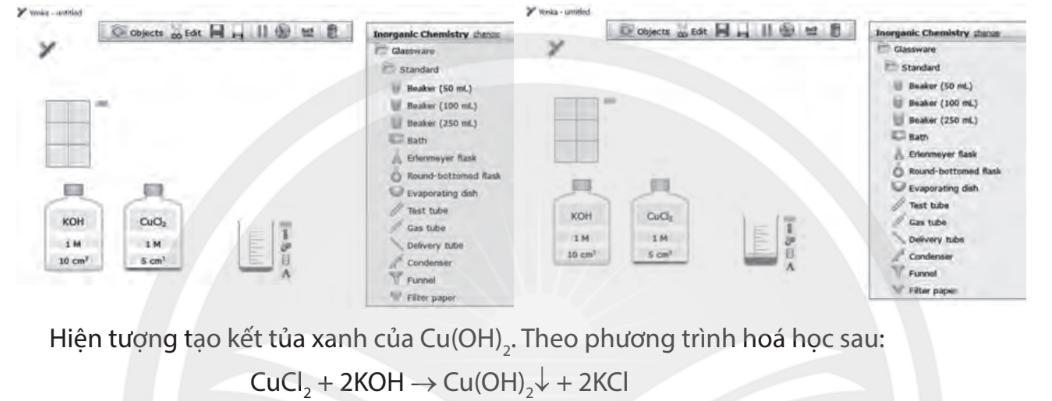 Yenka - untitled
Objects Edit
Inorganic Chemistry change
Glassware
Standard
Beaker (50 mL)
Beaker (100 mL)
Beaker (250 mL)
Bath
Erlenmeyer flask
Round-bottomed flask
Evaporating dish
Test tube
Gas tube
Delivery tube
Condenser
Funnel
Filter paper
KOH
1 M
10 cm³
CuCl₂
1 M
5 cm³
Yenka - untitled
Objects Edit
Inorganic Chemistry change
Glassware
Standard
Beaker (50 mL)
Beaker (100 mL)
Beaker (250 mL)
Bath
Erlenmeyer flask
Round-bottomed flask
Evaporating dish
Test tube
Gas tube
Delivery tube
Condenser
Funnel
Filter paper
KOH
1 M
10 cm³
CuCl₂
1 M
5 cm³
Hiện tượng tạo kết tủa xanh của Cu(OH)₂. Theo phương trình hoá học sau:
CuCl₂ + 2KOH → Cu(OH)₂↓ + 2KCl